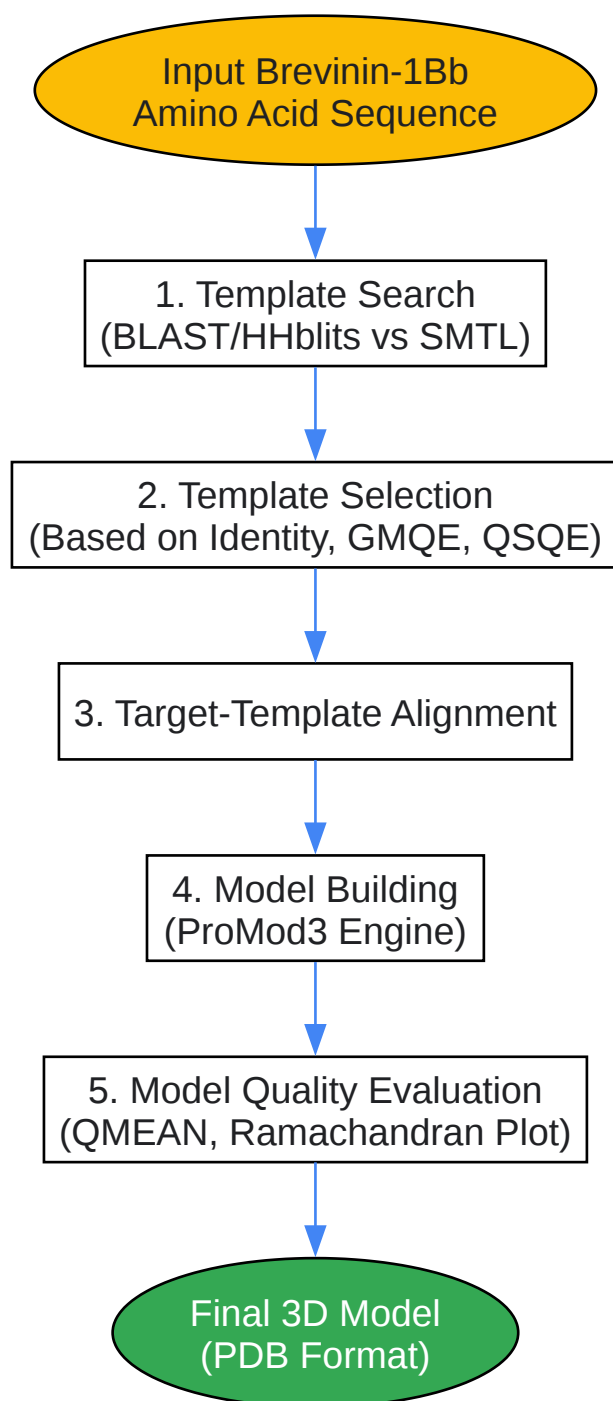 Input Brevinin-1Bb
Amino Acid Sequence
1. Template Search
(BLAST/HHblits vs SMTL)
2. Template Selection
(Based on Identity, GMQE, QSQE)
3. Target-Template Alignment
4. Model Building
(ProMod3 Engine)
5. Model Quality Evaluation
(QMEAN, Ramachandran Plot)
Final 3D Model
(PDB Format)